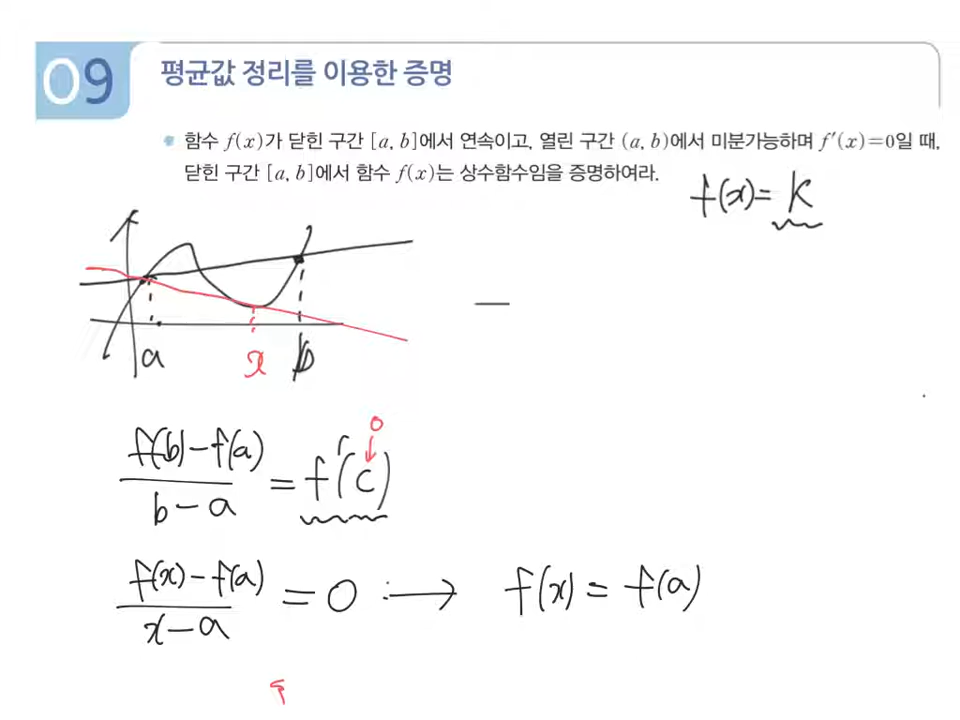 09 평균값 정리를 이용한 증명
함수 f(x)가 닫힌 구간 [a, b]에서 연속이고, 열린 구간 (a, b)에서 미분가능하며 f′(x)=0일 때,
닫힌 구간 [a, b]에서 함수 f(x)는 상수함수임을 증명하여라.
f(x)= K
a x b
0
f(b)-f(a) / b-a = f′(c)
f(x)-f(a) / x-a = 0 → f(x) = f(a)